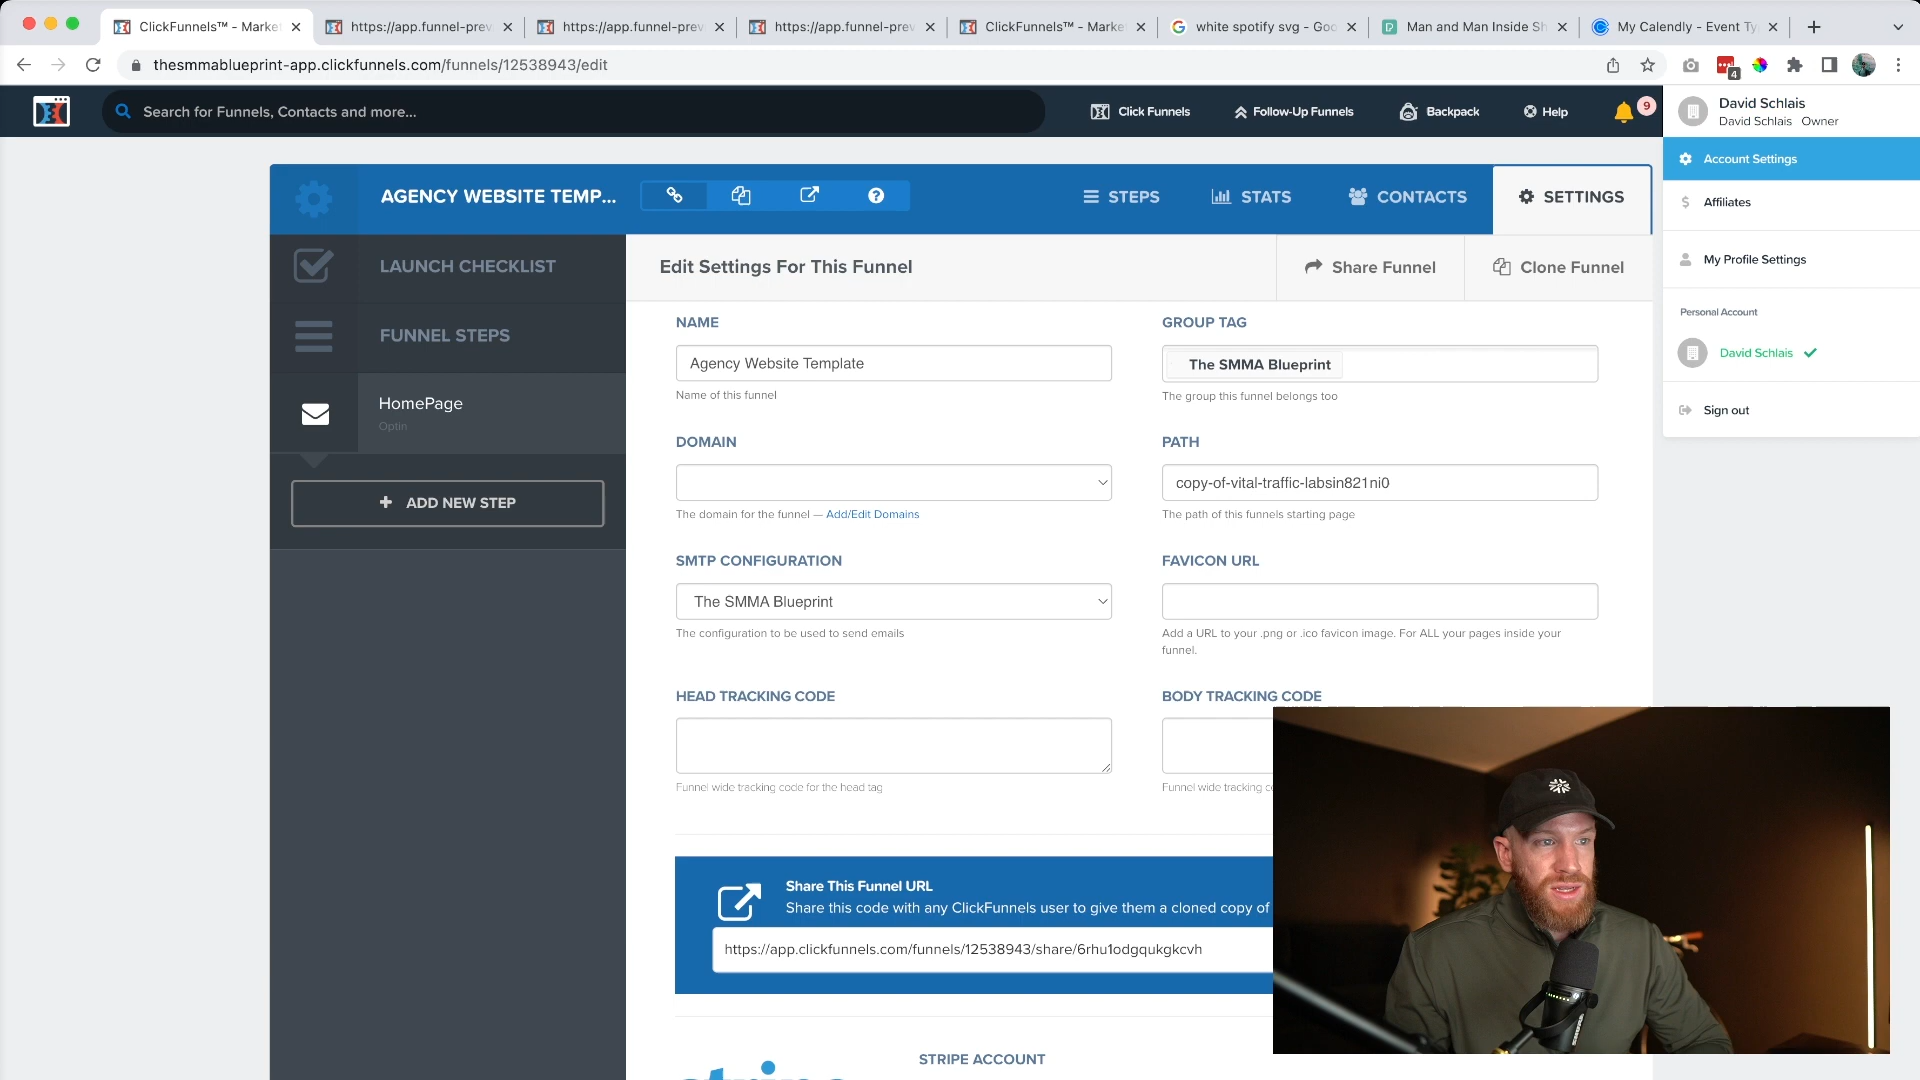 ClickFunnels™ - Marke
https://app.funnel-prev
https://app.funnel-prev
https://app.funnel-prev
ClickFunnels™ - Marke
white spotify svg - Goo
Man and Man Inside Sh
My Calendly - Event Ty
thesmmablueprint-app.clickfunnels.com/funnels/12538943/edit
4
Search for Funnels, Contacts and more...
Click Funnels
Follow-Up Funnels
Backpack
Help
9
David Schlais
David Schlais Owner
Account Settings
Affiliates
My Profile Settings
Personal Account
David Schlais
Sign out
AGENCY WEBSITE TEMP...
STEPS
STATS
CONTACTS
SETTINGS
LAUNCH CHECKLIST
FUNNEL STEPS
HomePage
Optin
ADD NEW STEP
Edit Settings For This Funnel
Share Funnel
Clone Funnel
NAME
Agency Website Template
Name of this funnel
GROUP TAG
The SMMA Blueprint
The group this funnel belongs too
DOMAIN
The domain for the funnel — Add/Edit Domains
PATH
copy-of-vital-traffic-labsin821ni0
The path of this funnels starting page
SMTP CONFIGURATION
The SMMA Blueprint
The configuration to be used to send emails
FAVICON URL
Add a URL to your .png or .ico favicon image. For ALL your pages inside your
funnel.
HEAD TRACKING CODE
Funnel wide tracking code for the head tag
BODY TRACKING CODE
Funnel wide tracking
Share This Funnel URL
Share this code with any ClickFunnels user to give them a cloned copy of
https://app.clickfunnels.com/funnels/12538943/share/6rhu1odgqukgkcvh
STRIPE ACCOUNT